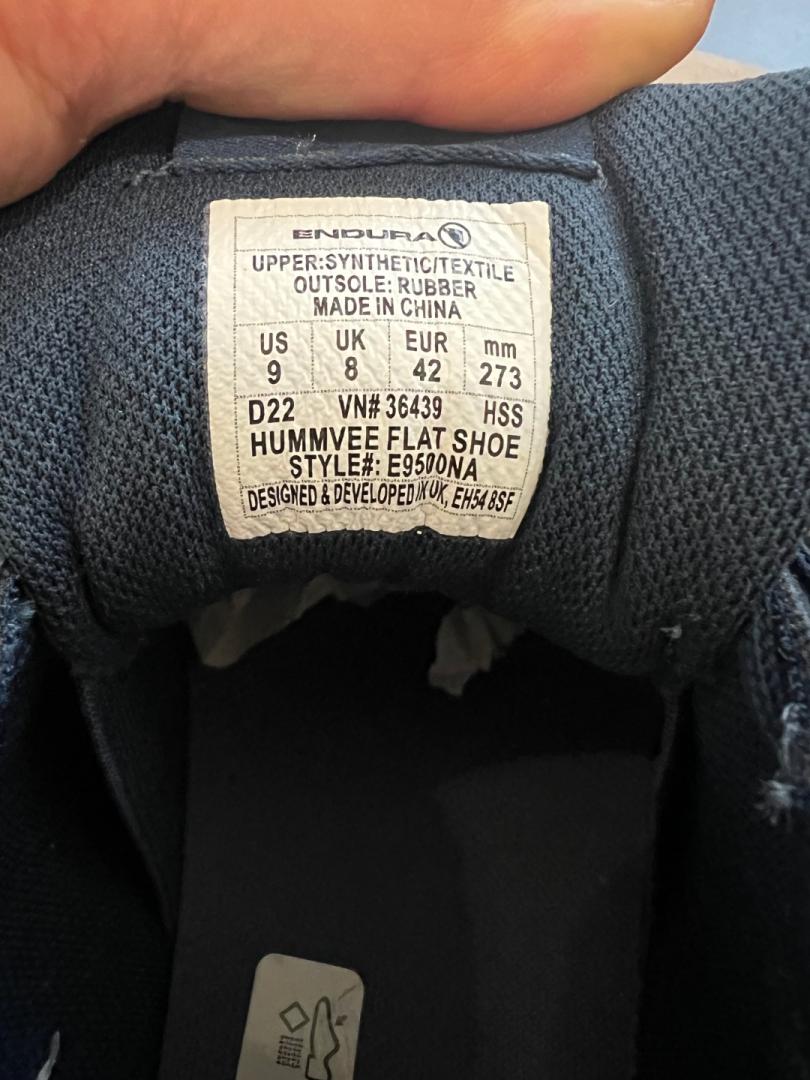 ENDURA
UPPER:SYNTHETIC/TEXTILE
OUTSOLE: RUBBER
MADE IN CHINA
US UK EUR mm
9 8 42 273
D22 VN# 36439 HSS
HUMMVEE FLAT SHOE
STYLE#: E9500NA
DESIGNED & DEVELOPED IN UK, EH54 8SF